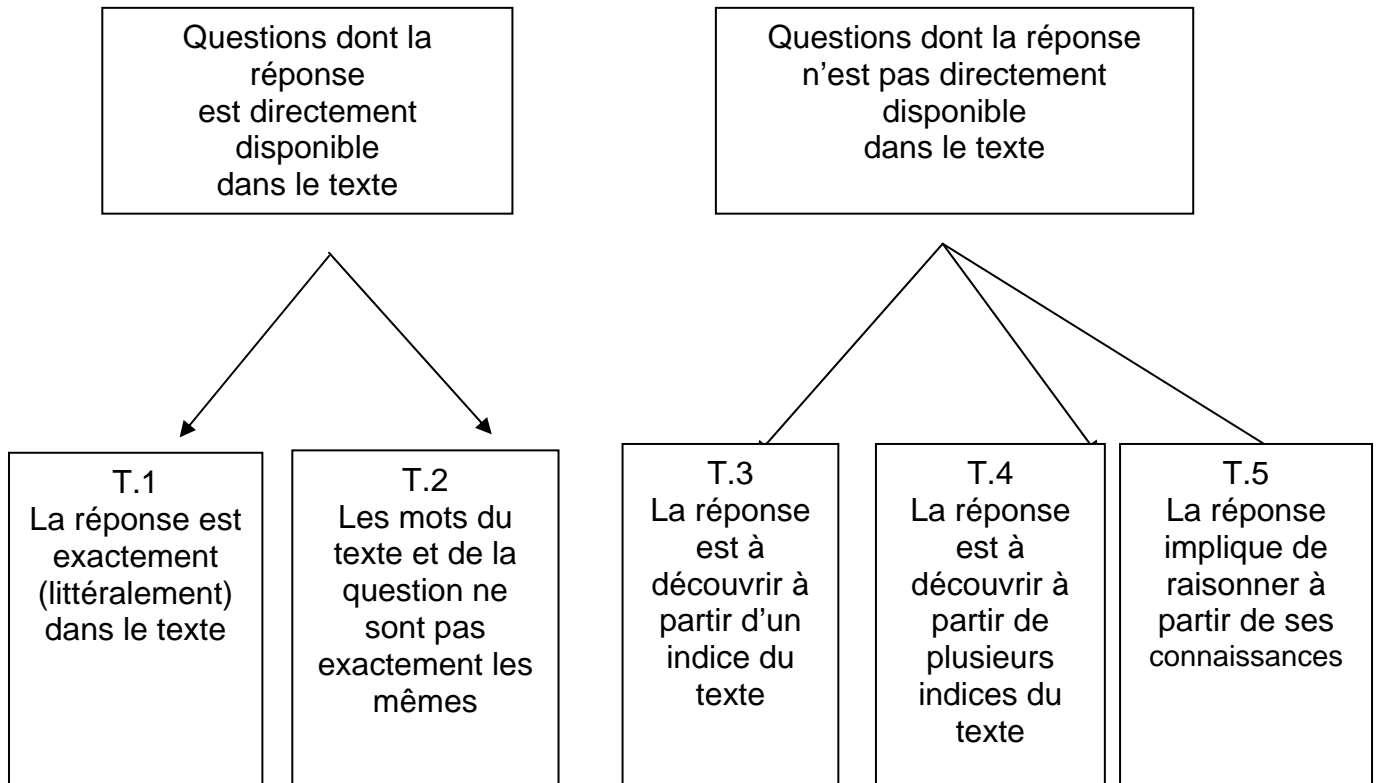 Questions dont la
réponse
est directement
disponible
dans le texte
Questions dont la réponse
n’est pas directement
disponible
dans le texte
T.1
La réponse est
exactement
(littéralement)
dans le texte
T.2
Les mots du
texte et de la
question ne
sont pas
exactement les
mêmes
T.3
La réponse
est à
découvrir à
partir d’un
indice du
texte
T.4
La réponse
est à
découvrir à
partir de
plusieurs
indices du
texte
T.5
La réponse
implique de
raisonner à
partir de ses
connaissances